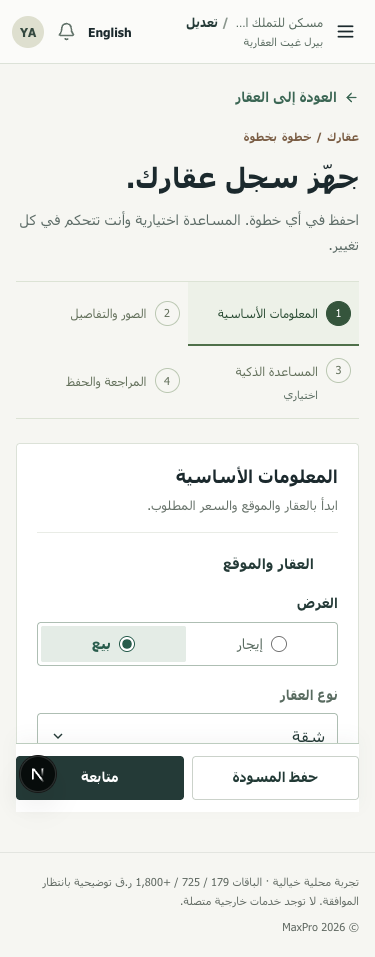 مسكن للتملك ا... / تعديل
بيرل غيت العقارية
English
YA
← العودة إلى العقار
عقارك / خطوة بخطوة
جهّز سجل عقارك.
احفظ في أي خطوة. المساعدة اختيارية وأنت تتحكم في كل
تغيير.
1 المعلومات الأساسية
2 الصور والتفاصيل
3 المساعدة الذكية
اختياري
4 المراجعة والحفظ
المعلومات الأساسية
ابدأ بالعقار والموقع والسعر المطلوب.
العقار والموقع
الغرض
إيجار
بيع
نوع العقار
شقة
حفظ المسودة
متابعة
N
تجربة محلية خيالية · الباقات 179 / 725 / +1,800 ر.ق توضيحية بانتظار
الموافقة. لا توجد خدمات خارجية متصلة.
© 2026 MaxPro